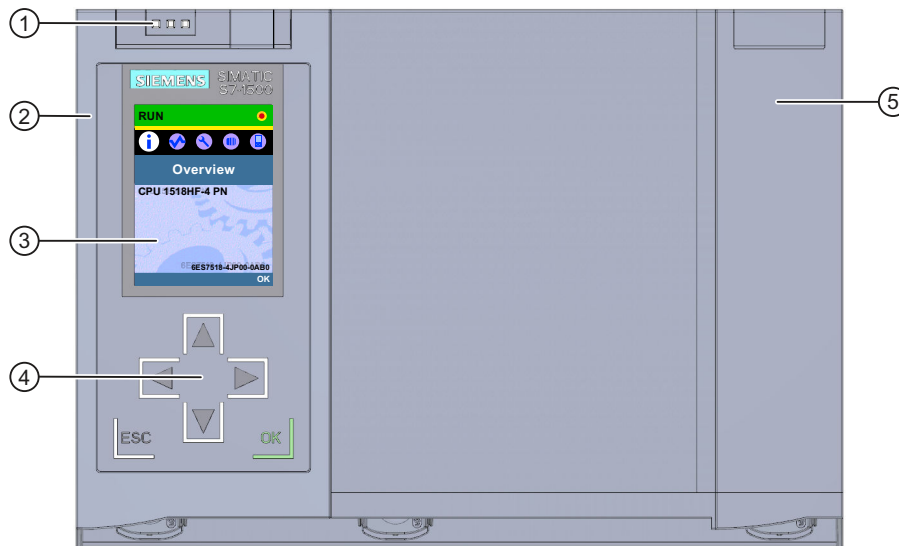 1
SIEMENS SIMATIC
S7-1500
2
5
RUN
Overview
CPU 1518HF-4 PN
3
6ES7518-4JP00-0AB0
OK
4
ESC OK